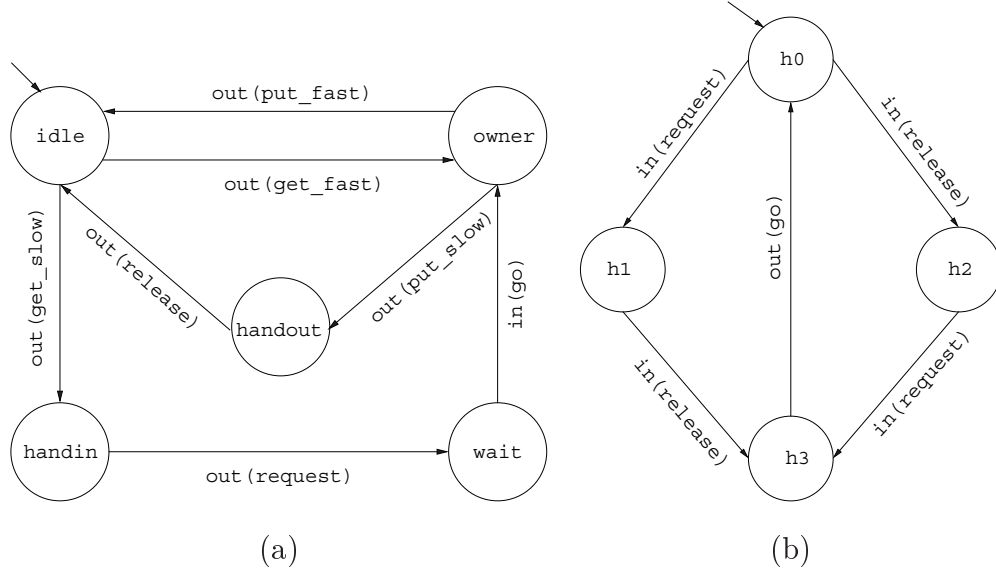 out(put_fast)
idle
owner
out(get_fast)
out(get_slow)
out(release)
out(put_slow)
in(go)
handout
handin
wait
out(request)
(a)
h0
in(request)
in(release)
out(go)
h1
h2
in(release)
in(request)
h3
(b)